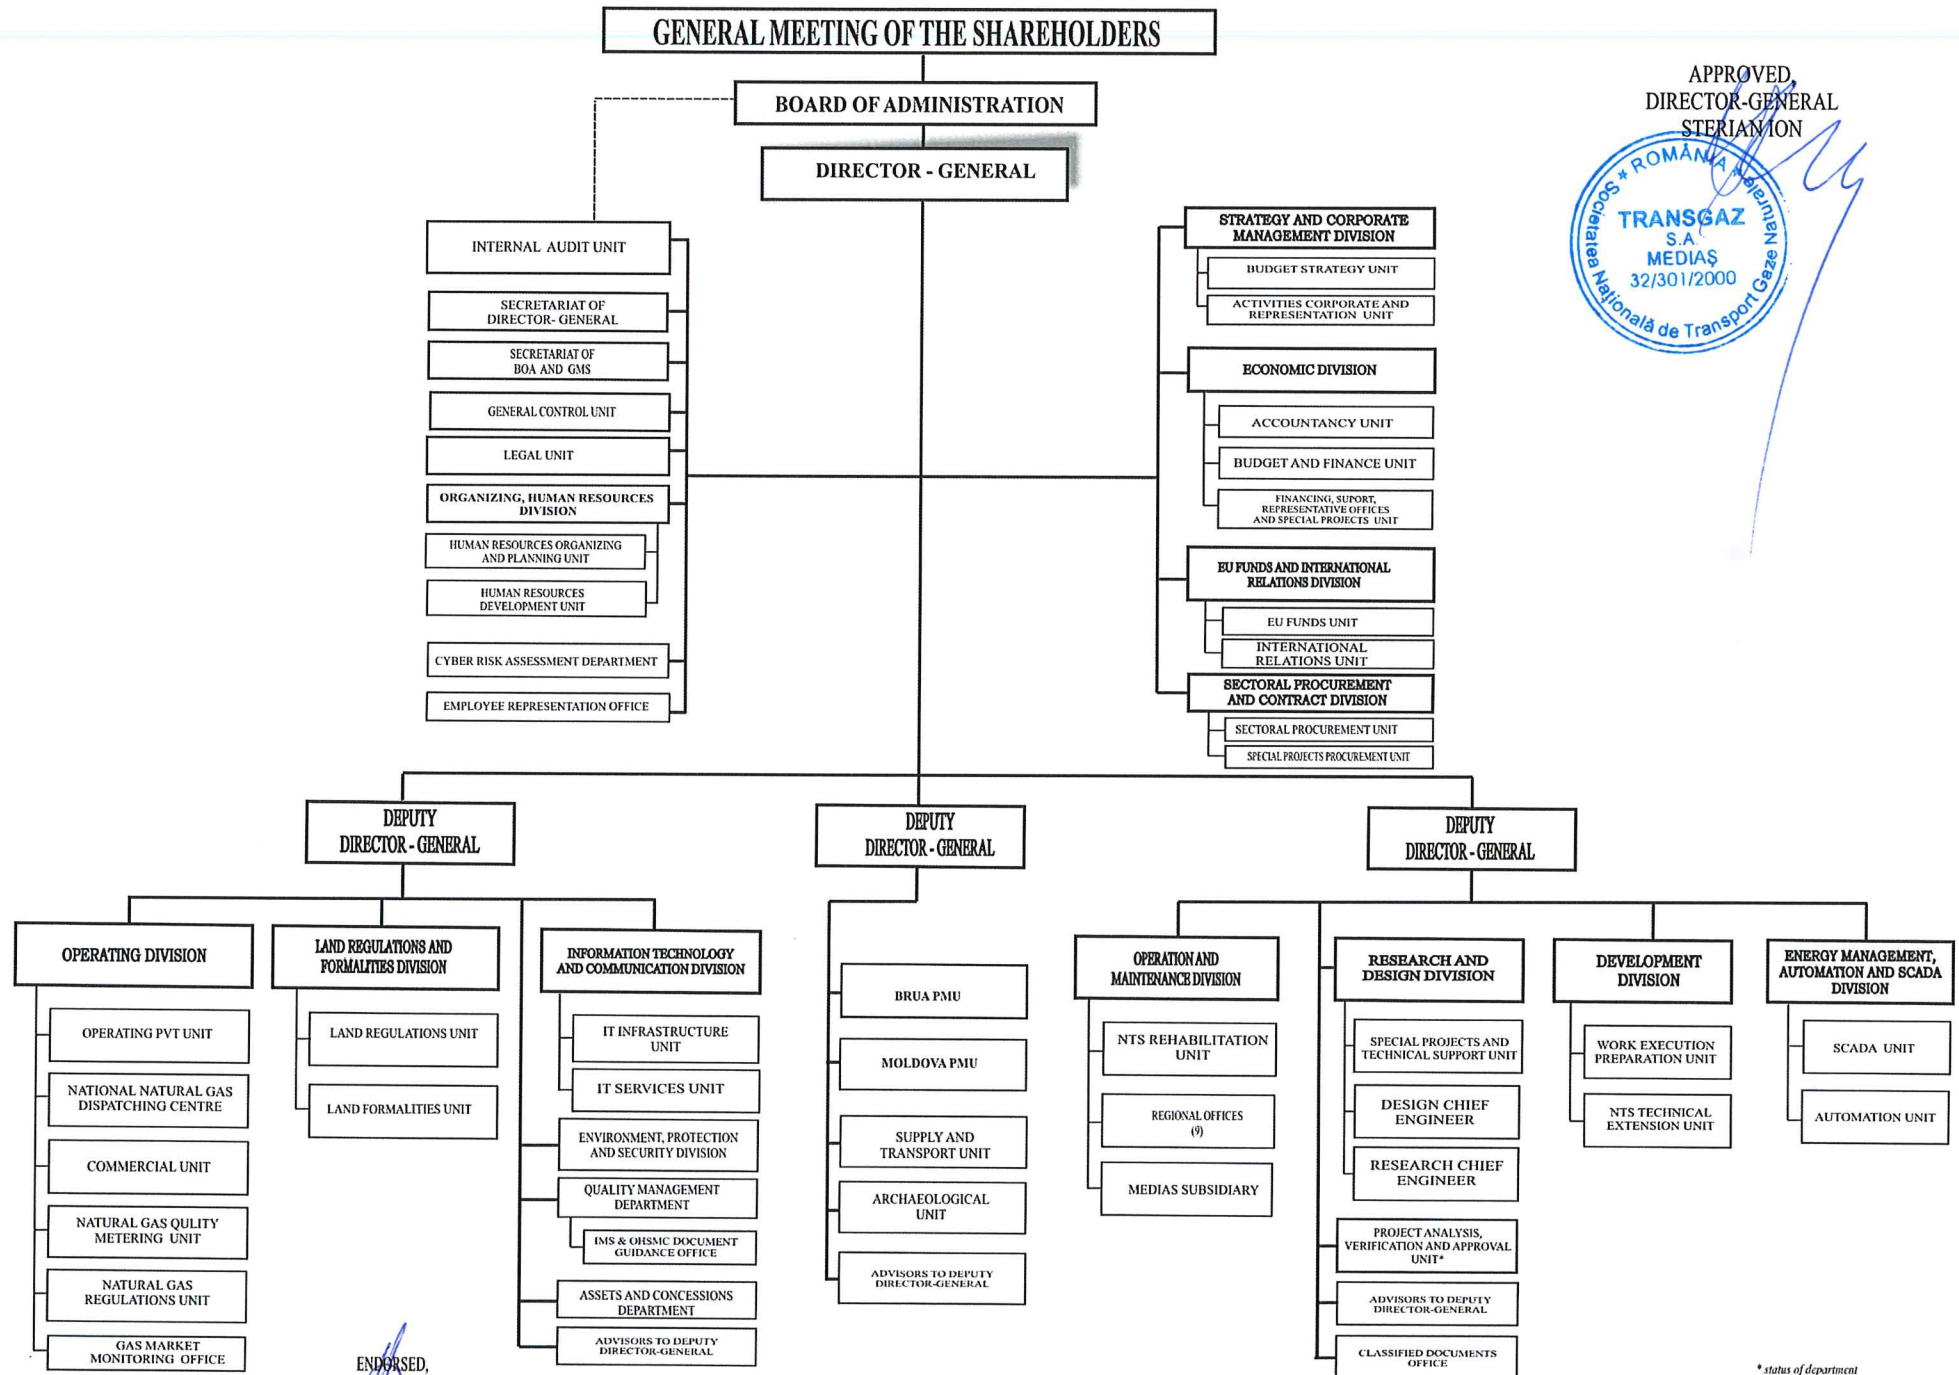 GENERAL MEETING OF THE SHAREHOLDERS
BOARD OF ADMINISTRATION
DIRECTOR - GENERAL
APPROVED,
DIRECTOR-GENERAL
STERIAN ION
* ROMÂNIA *
Societatea Națională de Transport Gaze Naturale
TRANSGAZ
S.A.
MEDIAȘ
32/301/2000
INTERNAL AUDIT UNIT
SECRETARIAT OF
DIRECTOR- GENERAL
SECRETARIAT OF
BOA AND GMS
GENERAL CONTROL UNIT
LEGAL UNIT
ORGANIZING, HUMAN RESOURCES
DIVISION
HUMAN RESOURCES ORGANIZING
AND PLANNING UNIT
HUMAN RESOURCES
DEVELOPMENT UNIT
CYBER RISK ASSESSMENT DEPARTMENT
EMPLOYEE REPRESENTATION OFFICE
STRATEGY AND CORPORATE
MANAGEMENT DIVISION
BUDGET STRATEGY UNIT
ACTIVITIES CORPORATE AND
REPRESENTATION UNIT
ECONOMIC DIVISION
ACCOUNTANCY UNIT
BUDGET AND FINANCE UNIT
FINANCING, SUPORT,
REPRESENTATIVE OFFICES
AND SPECIAL PROJECTS UNIT
EU FUNDS AND INTERNATIONAL
RELATIONS DIVISION
EU FUNDS UNIT
INTERNATIONAL
RELATIONS UNIT
SECTORAL PROCUREMENT
AND CONTRACT DIVISION
SECTORAL PROCUREMENT UNIT
SPECIAL PROJECTS PROCUREMENT UNIT
DEPUTY
DIRECTOR - GENERAL
OPERATING DIVISION
OPERATING PVT UNIT
NATIONAL NATURAL GAS
DISPATCHING CENTRE
COMMERCIAL UNIT
NATURAL GAS QULITY
METERING UNIT
NATURAL GAS
REGULATIONS UNIT
GAS MARKET
MONITORING OFFICE
LAND REGULATIONS AND
FORMALITIES DIVISION
LAND REGULATIONS UNIT
LAND FORMALITIES UNIT
INFORMATION TECHNOLOGY
AND COMMUNICATION DIVISION
IT INFRASTRUCTURE
UNIT
IT SERVICES UNIT
ENVIRONMENT, PROTECTION
AND SECURITY DIVISION
QUALITY MANAGEMENT
DEPARTMENT
IMS & OHSMC DOCUMENT
GUIDANCE OFFICE
ASSETS AND CONCESSIONS
DEPARTMENT
ADVISORS TO DEPUTY
DIRECTOR-GENERAL
DEPUTY
DIRECTOR - GENERAL
BRUA PMU
MOLDOVA PMU
SUPPLY AND
TRANSPORT UNIT
ARCHAEOLOGICAL
UNIT
ADVISORS TO DEPUTY
DIRECTOR-GENERAL
DEPUTY
DIRECTOR - GENERAL
OPERATION AND
MAINTENANCE DIVISION
NTS REHABILITATION
UNIT
REGIONAL OFFICES
(9)
MEDIAS SUBSIDIARY
RESEARCH AND
DESIGN DIVISION
SPECIAL PROJECTS AND
TECHNICAL SUPPORT UNIT
DESIGN CHIEF
ENGINEER
RESEARCH CHIEF
ENGINEER
PROJECT ANALYSIS,
VERIFICATION AND APPROVAL
UNIT*
ADVISORS TO DEPUTY
DIRECTOR-GENERAL
CLASSIFIED DOCUMENTS
OFFICE
DEVELOPMENT
DIVISION
WORK EXECUTION
PREPARATION UNIT
NTS TECHNICAL
EXTENSION UNIT
ENERGY MANAGEMENT,
AUTOMATION AND SCADA
DIVISION
SCADA UNIT
AUTOMATION UNIT
ENDORSED,
* status of department